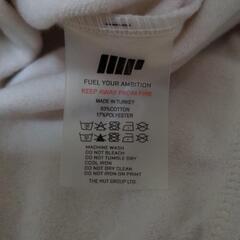 FUEL YOUR AMBITION
KEEP AWAY FROM FIRE
MADE IN TURKEY
83%COTTON
17%POLYESTER
MACHINE WASH
DO NOT BLEACH
DO NOT TUMBLE DRY
COOL IRON
DO NOT DRY CLEAN
DO NOT IRON ON PRINT
THE HUT GROUP LTD